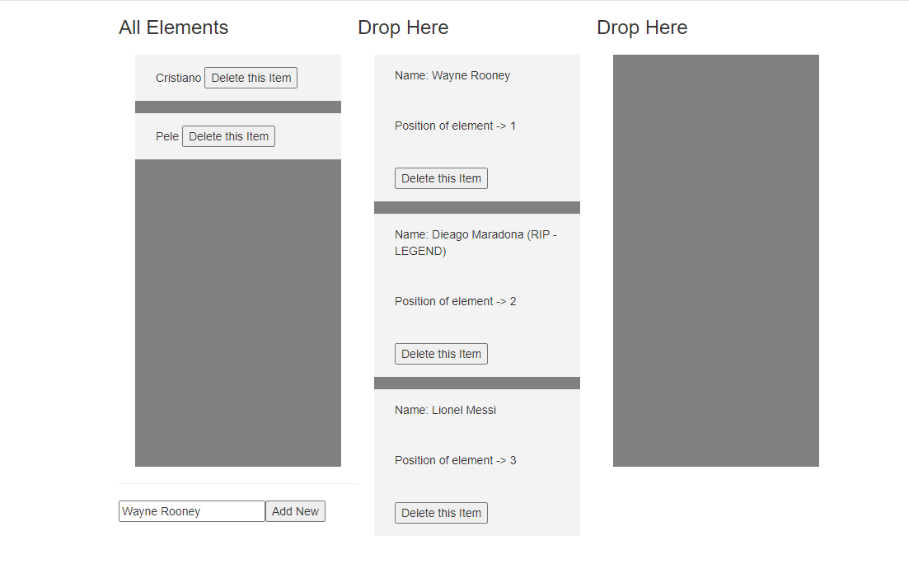 All Elements
Cristiano Delete this Item
Pele Delete this Item
Wayne Rooney Add New
Drop Here
Name: Wayne Rooney
Position of element -> 1
Delete this Item
Name: Dieago Maradona (RIP -
LEGEND)
Position of element -> 2
Delete this Item
Name: Lionel Messi
Position of element -> 3
Delete this Item
Drop Here